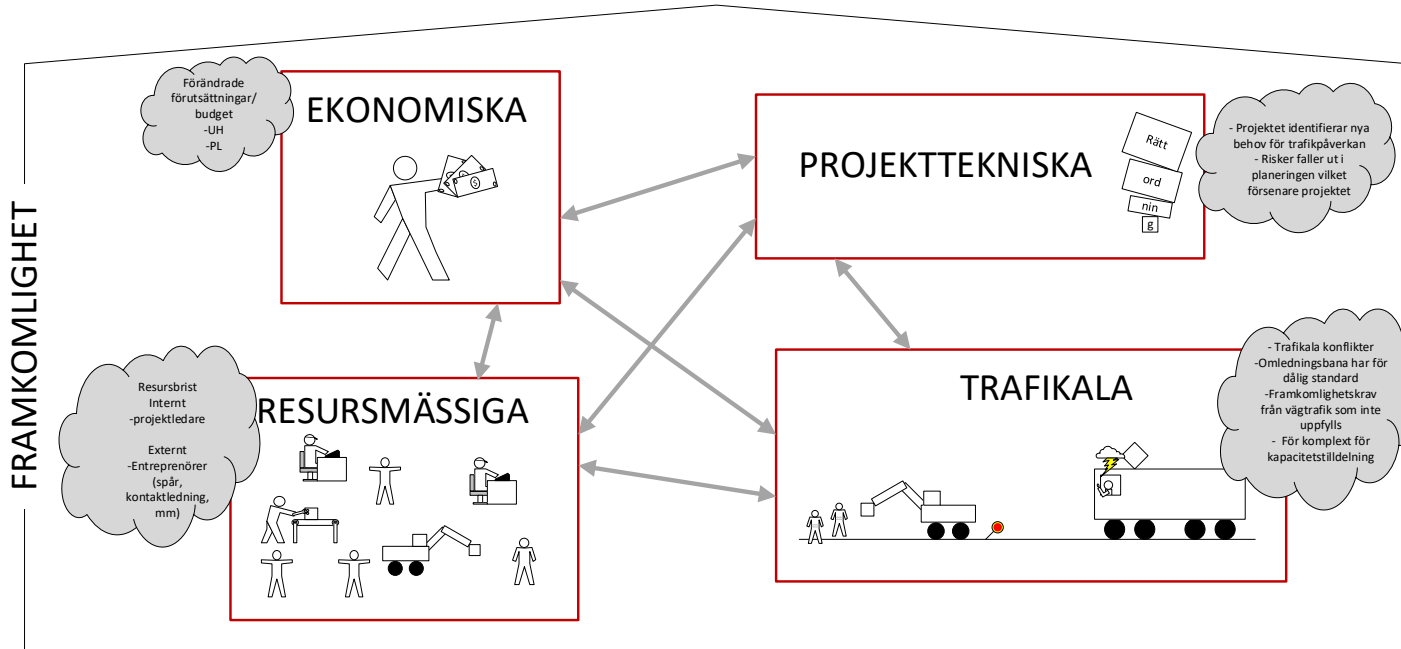 FRAMKOMLIGHET
Förändrade
förutsättningar/
budget
-UH
-PL
EKONOMISKA
PROJEKTTEKNISKA
Rätt
ord
nin
g
- Projektet identifierar nya
behov för trafikpåverkan
- Risker faller ut i
planeringen vilket
försenare projektet
Resursbrist
Internt
-projektledare
Externt
-Entreprenörer
(spår,
kontaktledning,
mm)
RESURSMÄSSIGA
TRAFIKALA
- Trafikala konflikter
-Omledningsbana har för
dålig standard
-Framkomlighetskrav
från vägtrafik som inte
uppfylls
- För komplext för
kapacitetstilldelning